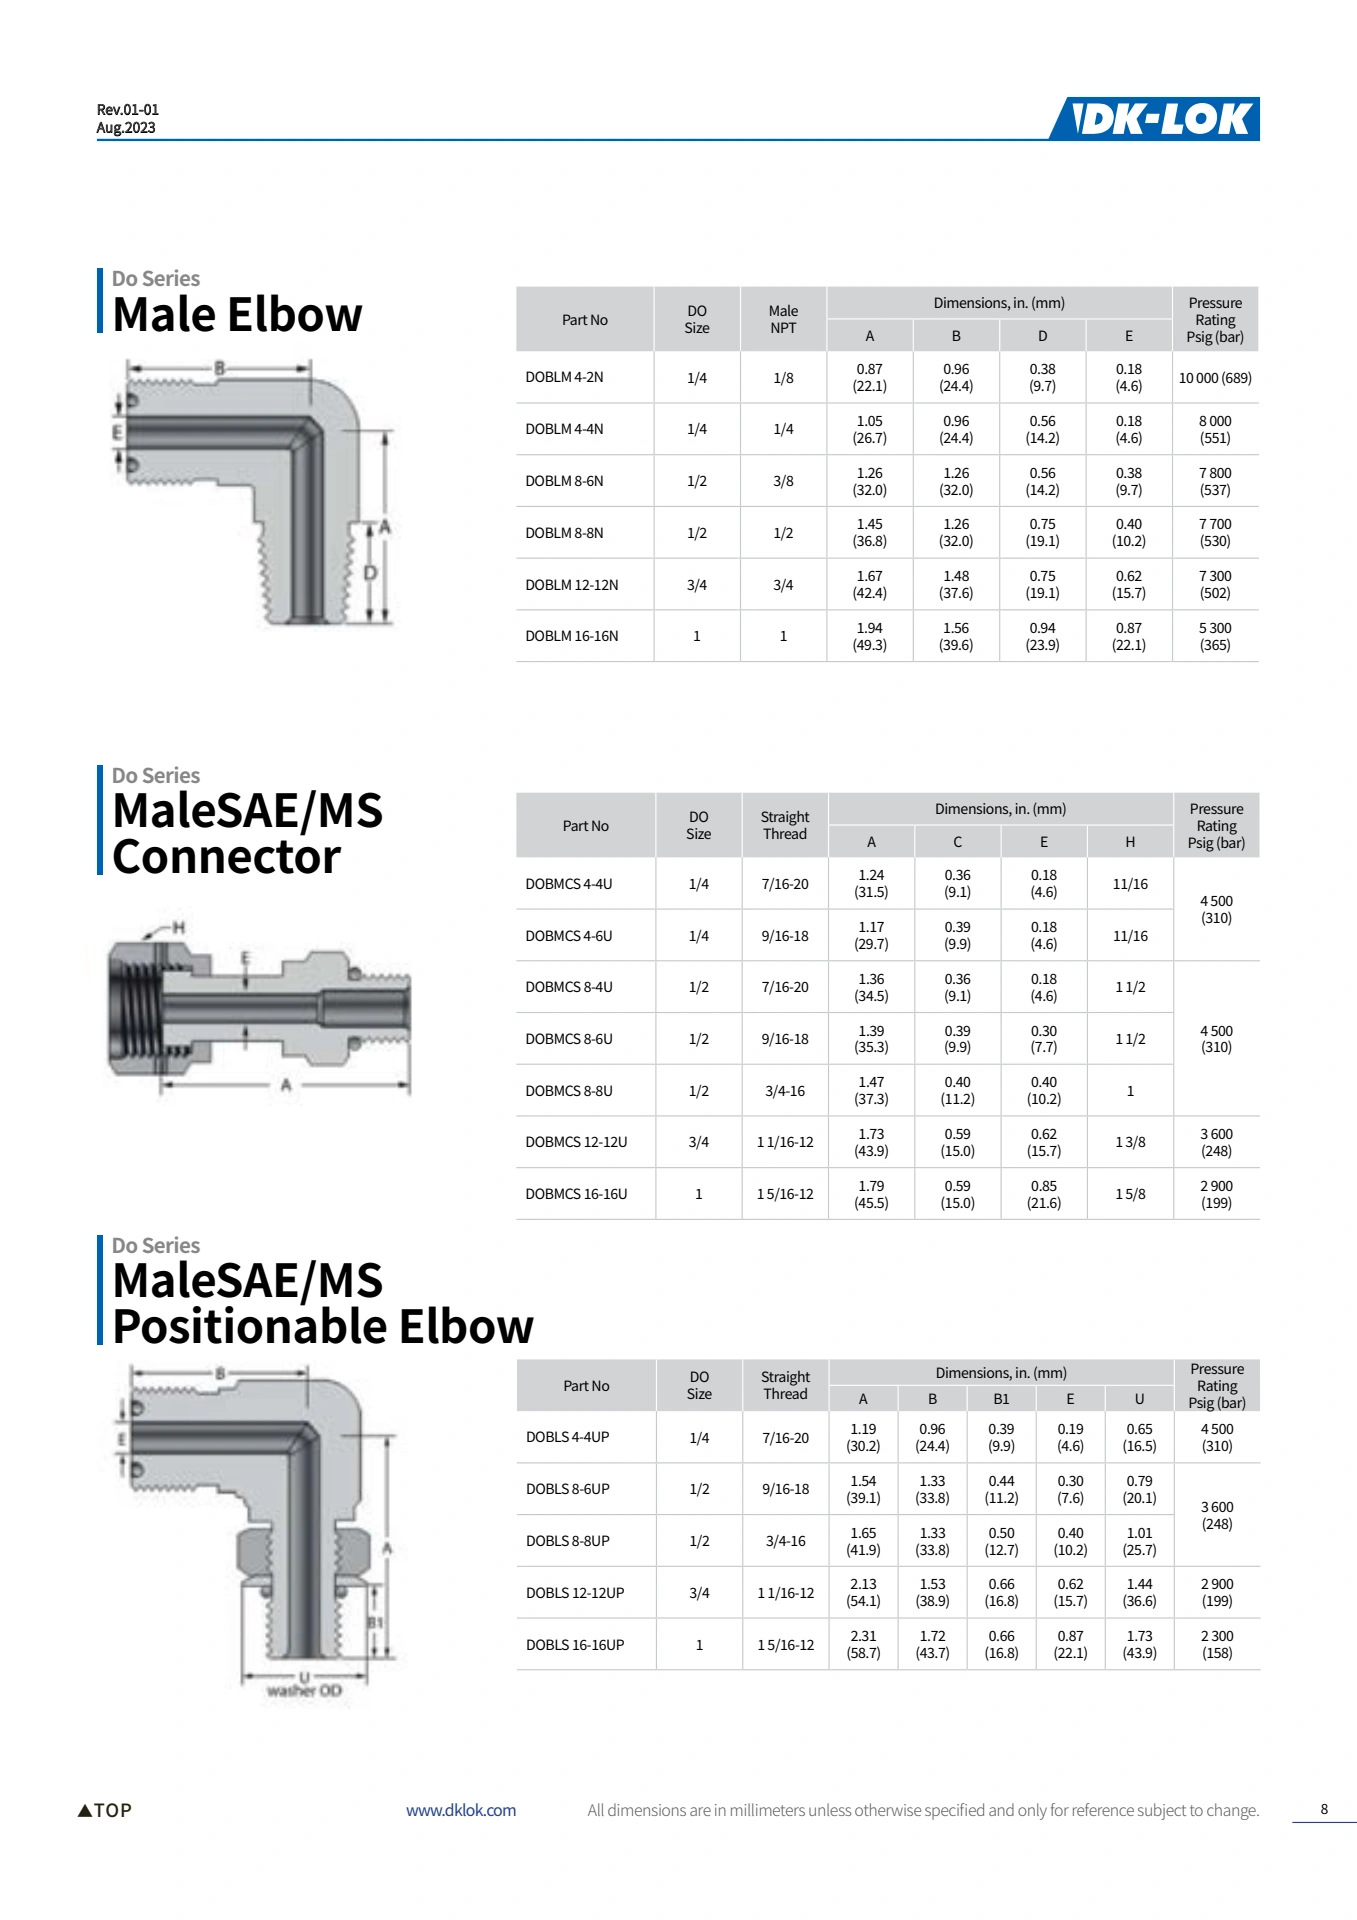 Rev.01-01
Aug.2023
DK-LOK
Do Series
Male Elbow
B
E
A
D
Part No DO Size Male NPT Dimensions, in. (mm) Pressure Rating Psig (bar)
A B D E
DOBLM 4-2N 1/4 1/8 0.87 (22.1) 0.96 (24.4) 0.38 (9.7) 0.18 (4.6) 10 000 (689)
DOBLM 4-4N 1/4 1/4 1.05 (26.7) 0.96 (24.4) 0.56 (14.2) 0.18 (4.6) 8 000 (551)
DOBLM 8-6N 1/2 3/8 1.26 (32.0) 1.26 (32.0) 0.56 (14.2) 0.38 (9.7) 7 800 (537)
DOBLM 8-8N 1/2 1/2 1.45 (36.8) 1.26 (32.0) 0.75 (19.1) 0.40 (10.2) 7 700 (530)
DOBLM 12-12N 3/4 3/4 1.67 (42.4) 1.48 (37.6) 0.75 (19.1) 0.62 (15.7) 7 300 (502)
DOBLM 16-16N 1 1 1.94 (49.3) 1.56 (39.6) 0.94 (23.9) 0.87 (22.1) 5 300 (365)
Do Series
MaleSAE/MS
Connector
H
E
A
Part No DO Size Straight Thread Dimensions, in. (mm) Pressure Rating Psig (bar)
A C E H
DOBMCS 4-4U 1/4 7/16-20 1.24 (31.5) 0.36 (9.1) 0.18 (4.6) 11/16 4 500 (310)
DOBMCS 4-6U 1/4 9/16-18 1.17 (29.7) 0.39 (9.9) 0.18 (4.6) 11/16
DOBMCS 8-4U 1/2 7/16-20 1.36 (34.5) 0.36 (9.1) 0.18 (4.6) 1 1/2
DOBMCS 8-6U 1/2 9/16-18 1.39 (35.3) 0.39 (9.9) 0.30 (7.7) 1 1/2 4 500 (310)
DOBMCS 8-8U 1/2 3/4-16 1.47 (37.3) 0.40 (11.2) 0.40 (10.2) 1
DOBMCS 12-12U 3/4 1 1/16-12 1.73 (43.9) 0.59 (15.0) 0.62 (15.7) 1 3/8 3 600 (248)
DOBMCS 16-16U 1 1 5/16-12 1.79 (45.5) 0.59 (15.0) 0.85 (21.6) 1 5/8 2 900 (199)
Do Series
MaleSAE/MS
Positionable Elbow
B
E
A
B1
U
washer OD
Part No DO Size Straight Thread Dimensions, in. (mm) Pressure Rating Psig (bar)
A B B1 E U
DOBLS 4-4UP 1/4 7/16-20 1.19 (30.2) 0.96 (24.4) 0.39 (9.9) 0.19 (4.6) 0.65 (16.5) 4 500 (310)
DOBLS 8-6UP 1/2 9/16-18 1.54 (39.1) 1.33 (33.8) 0.44 (11.2) 0.30 (7.6) 0.79 (20.1) 3 600 (248)
DOBLS 8-8UP 1/2 3/4-16 1.65 (41.9) 1.33 (33.8) 0.50 (12.7) 0.40 (10.2) 1.01 (25.7)
DOBLS 12-12UP 3/4 1 1/16-12 2.13 (54.1) 1.53 (38.9) 0.66 (16.8) 0.62 (15.7) 1.44 (36.6) 2 900 (199)
DOBLS 16-16UP 1 1 5/16-12 2.31 (58.7) 1.72 (43.7) 0.66 (16.8) 0.87 (22.1) 1.73 (43.9) 2 300 (158)
▲TOP
www.dklok.com
All dimensions are in millimeters unless otherwise specified and only for reference subject to change.
8